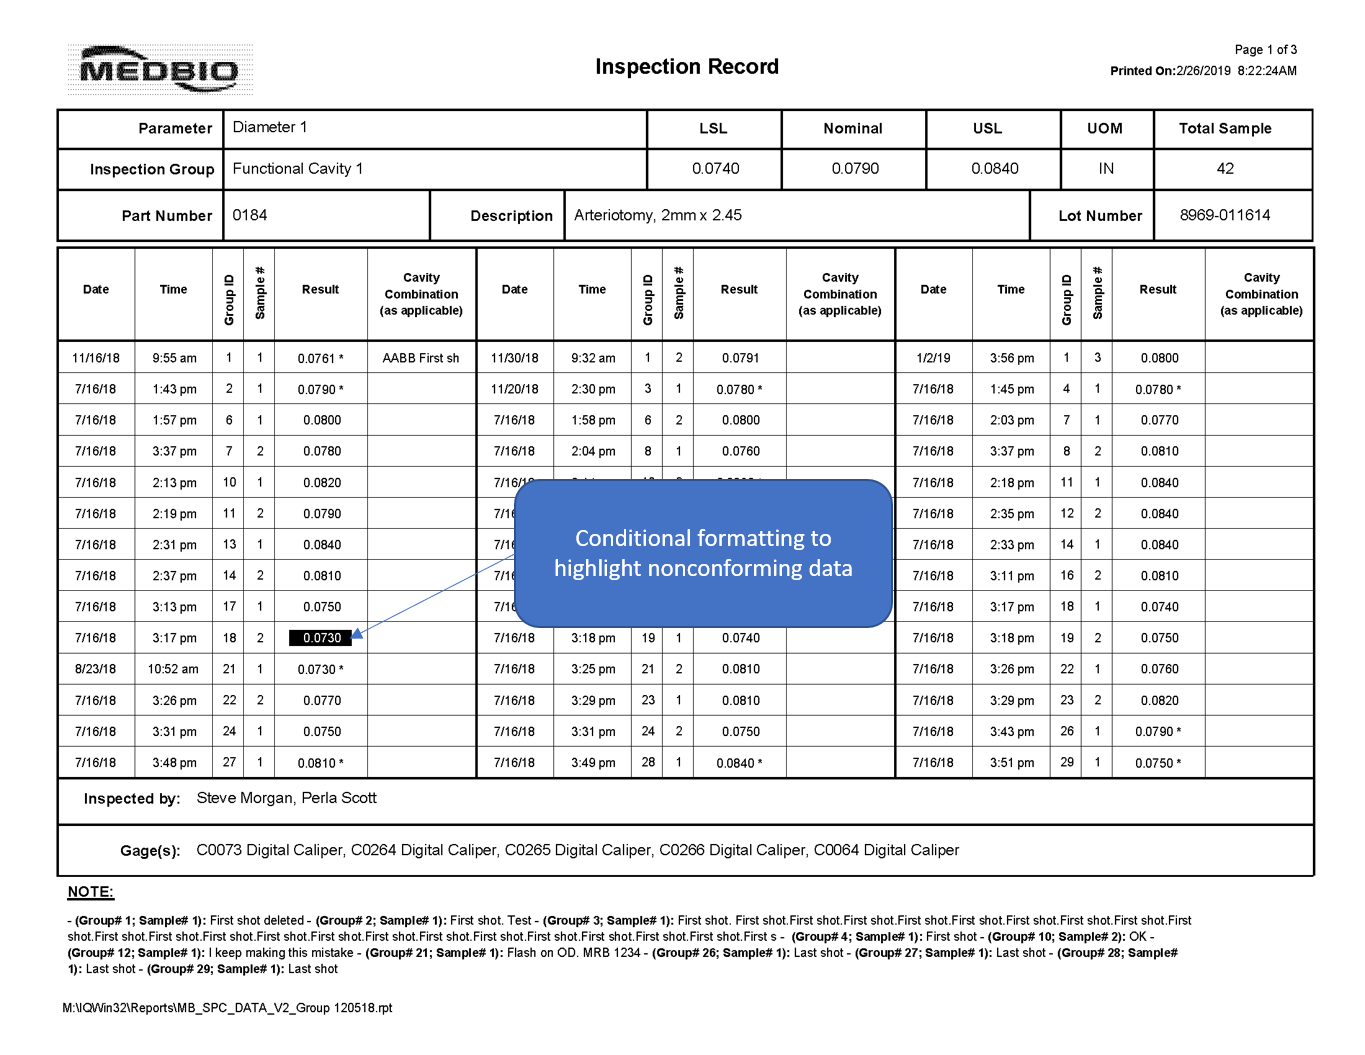 MEDBIO
Inspection Record
Page 1 of 3
Printed On:2/26/2019 8:22:24AM
Parameter Diameter 1 LSL Nominal USL UOM Total Sample
Inspection Group Functional Cavity 1 0.0740 0.0790 0.0840 IN 42
Part Number 0184 Description Arteriotomy, 2mm x 2.45 Lot Number 8969-011614
Date Time Group ID Sample # Result Cavity Combination (as applicable) Date Time Group ID Sample # Result Cavity Combination (as applicable) Date Time Group ID Sample # Result Cavity Combination (as applicable)
11/16/18 9:55 am 1 1 0.0761 * AABB First sh 11/30/18 9:32 am 1 2 0.0791 1/2/19 3:56 pm 1 3 0.0800
7/16/18 1:43 pm 2 1 0.0790 * 11/20/18 2:30 pm 3 1 0.0780 * 7/16/18 1:45 pm 4 1 0.0780 *
7/16/18 1:57 pm 6 1 0.0800 7/16/18 1:58 pm 6 2 0.0800 7/16/18 2:03 pm 7 1 0.0770
7/16/18 3:37 pm 7 2 0.0780 7/16/18 2:04 pm 8 1 0.0760 7/16/18 3:37 pm 8 2 0.0810
7/16/18 2:13 pm 10 1 0.0820 7/16/18 2:18 pm 11 1 0.0840
7/16/18 2:19 pm 11 2 0.0790 7/16/18 2:35 pm 12 2 0.0840
7/16/18 2:31 pm 13 1 0.0840 7/16/18 2:33 pm 14 1 0.0840
7/16/18 2:37 pm 14 2 0.0810 7/16/18 3:11 pm 16 2 0.0810
7/16/18 3:13 pm 17 1 0.0750 7/16/18 3:17 pm 18 1 0.0740
Conditional formatting to
highlight nonconforming data
7/16/18 3:17 pm 18 2 0.0730 7/16/18 3:18 pm 19 1 0.0740 7/16/18 3:18 pm 19 2 0.0750
8/23/18 10:52 am 21 1 0.0730 * 7/16/18 3:25 pm 21 2 0.0810 7/16/18 3:26 pm 22 1 0.0760
7/16/18 3:26 pm 22 2 0.0770 7/16/18 3:29 pm 23 1 0.0810 7/16/18 3:29 pm 23 2 0.0820
7/16/18 3:31 pm 24 1 0.0750 7/16/18 3:31 pm 24 2 0.0750 7/16/18 3:43 pm 26 1 0.0790 *
7/16/18 3:48 pm 27 1 0.0810 * 7/16/18 3:49 pm 28 1 0.0840 * 7/16/18 3:51 pm 29 1 0.0750 *
Inspected by: Steve Morgan, Perla Scott
Gage(s): C0073 Digital Caliper, C0264 Digital Caliper, C0265 Digital Caliper, C0266 Digital Caliper, C0064 Digital Caliper
NOTE:
- (Group# 1; Sample# 1): First shot deleted - (Group# 2; Sample# 1): First shot. Test - (Group# 3; Sample# 1): First shot. First shot.First shot.First shot.First shot.First shot.First shot.First shot.First shot.First
shot.First shot.First shot.First shot.First shot.First shot.First shot.First shot.First shot.First shot.First shot.First shot.First shot.First s - (Group# 4; Sample# 1): First shot - (Group# 10; Sample# 2): OK -
(Group# 12; Sample# 1): I keep making this mistake - (Group# 21; Sample# 1): Flash on OD. MRB 1234 - (Group# 26; Sample# 1): Last shot - (Group# 27; Sample# 1): Last shot - (Group# 28; Sample#
1): Last shot - (Group# 29; Sample# 1): Last shot
M:\IQWin32\Reports\MB_SPC_DATA_V2_Group 120518.rpt